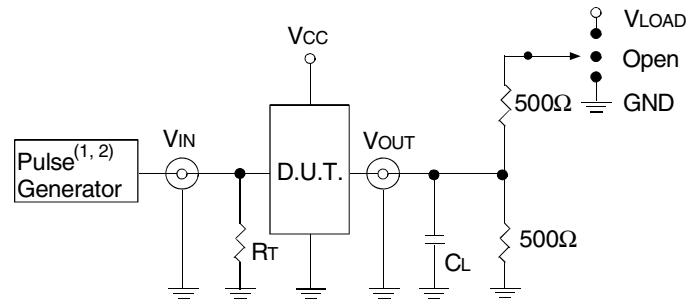 VLOAD
VCC
Open
500Ω
GND
VIN
VOUT
Pulse(1, 2)
Generator
D.U.T.
RT
CL
500Ω